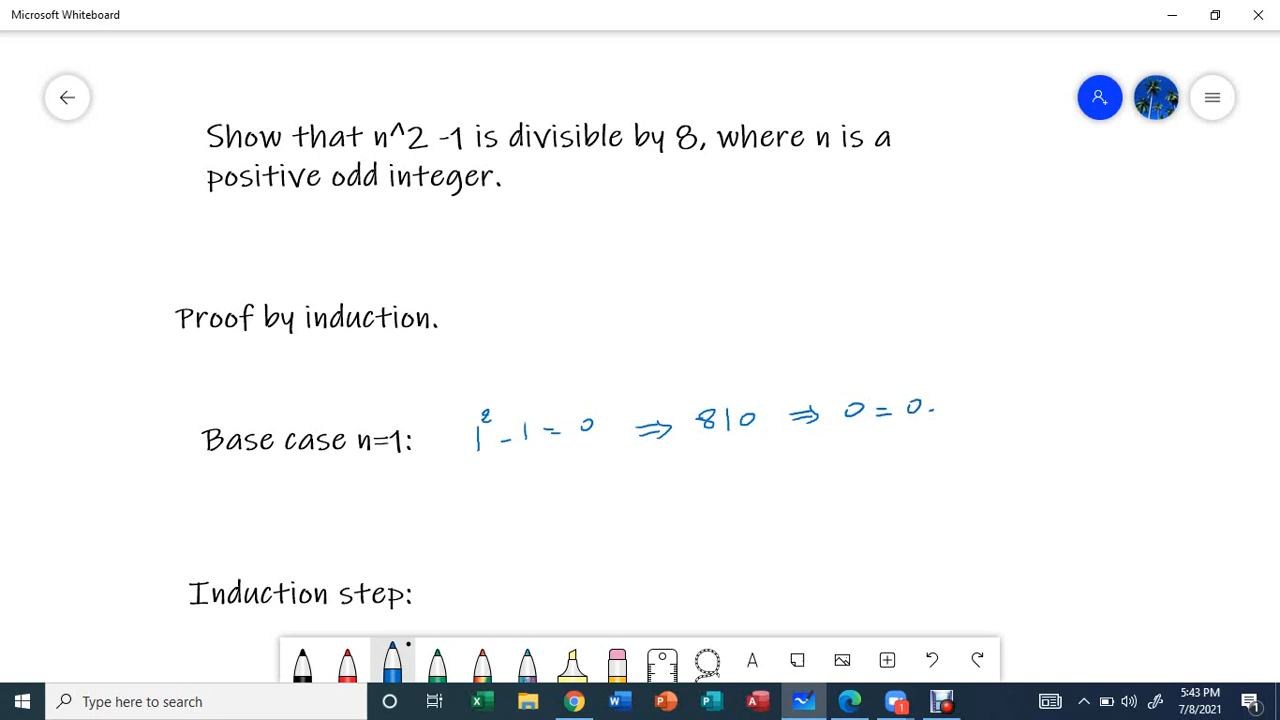 Microsoft Whiteboard
Show that n^2 -1 is divisible by 8, where n is a
positive odd integer.
Proof by induction.
Base case n=1: 1² - 1 = 0 ⇒ 8|0 ⇒ 0 = 0.
Induction step:
A
Type here to search
5:43 PM
7/8/2021
1
1